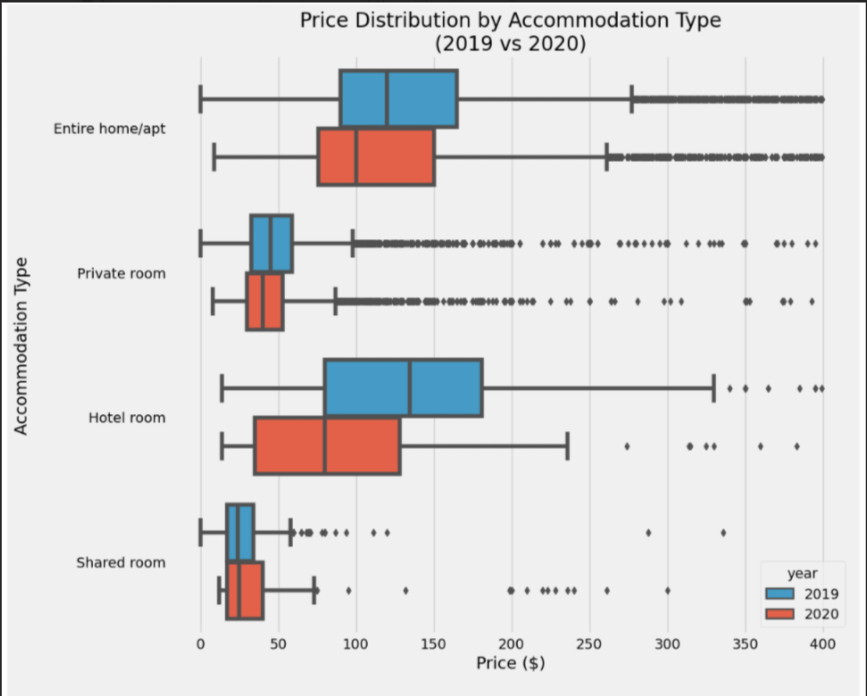 Price Distribution by Accommodation Type
(2019 vs 2020)
Accommodation Type
Entire home/apt
Private room
Hotel room
Shared room
year
2019
2020
0 50 100 150 200 250 300 350 400
Price ($)